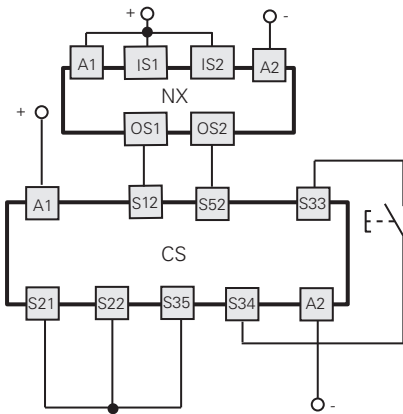 + -
A1 IS1 IS2 A2
NX
OS1 OS2
+
A1 S12 S52 S33
CS
S21 S22 S35 S34 A2
-